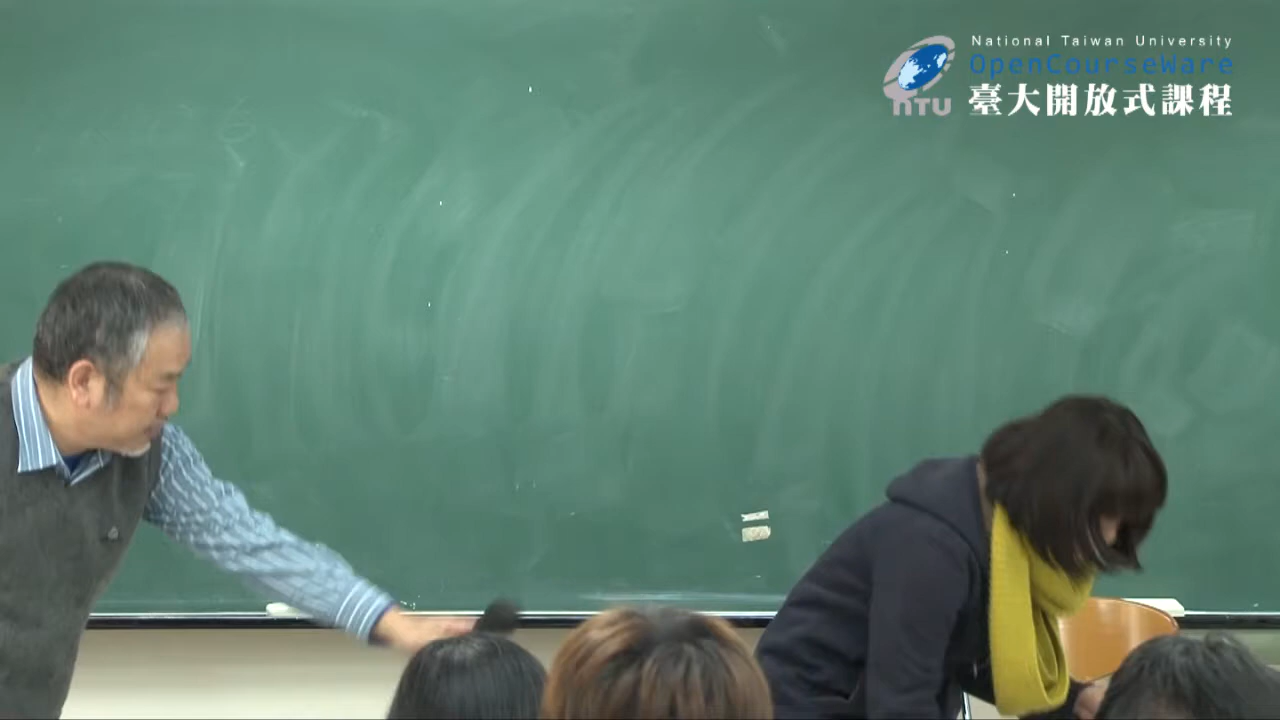 National Taiwan University
OpenCourseWare
NTU
臺大開放式課程